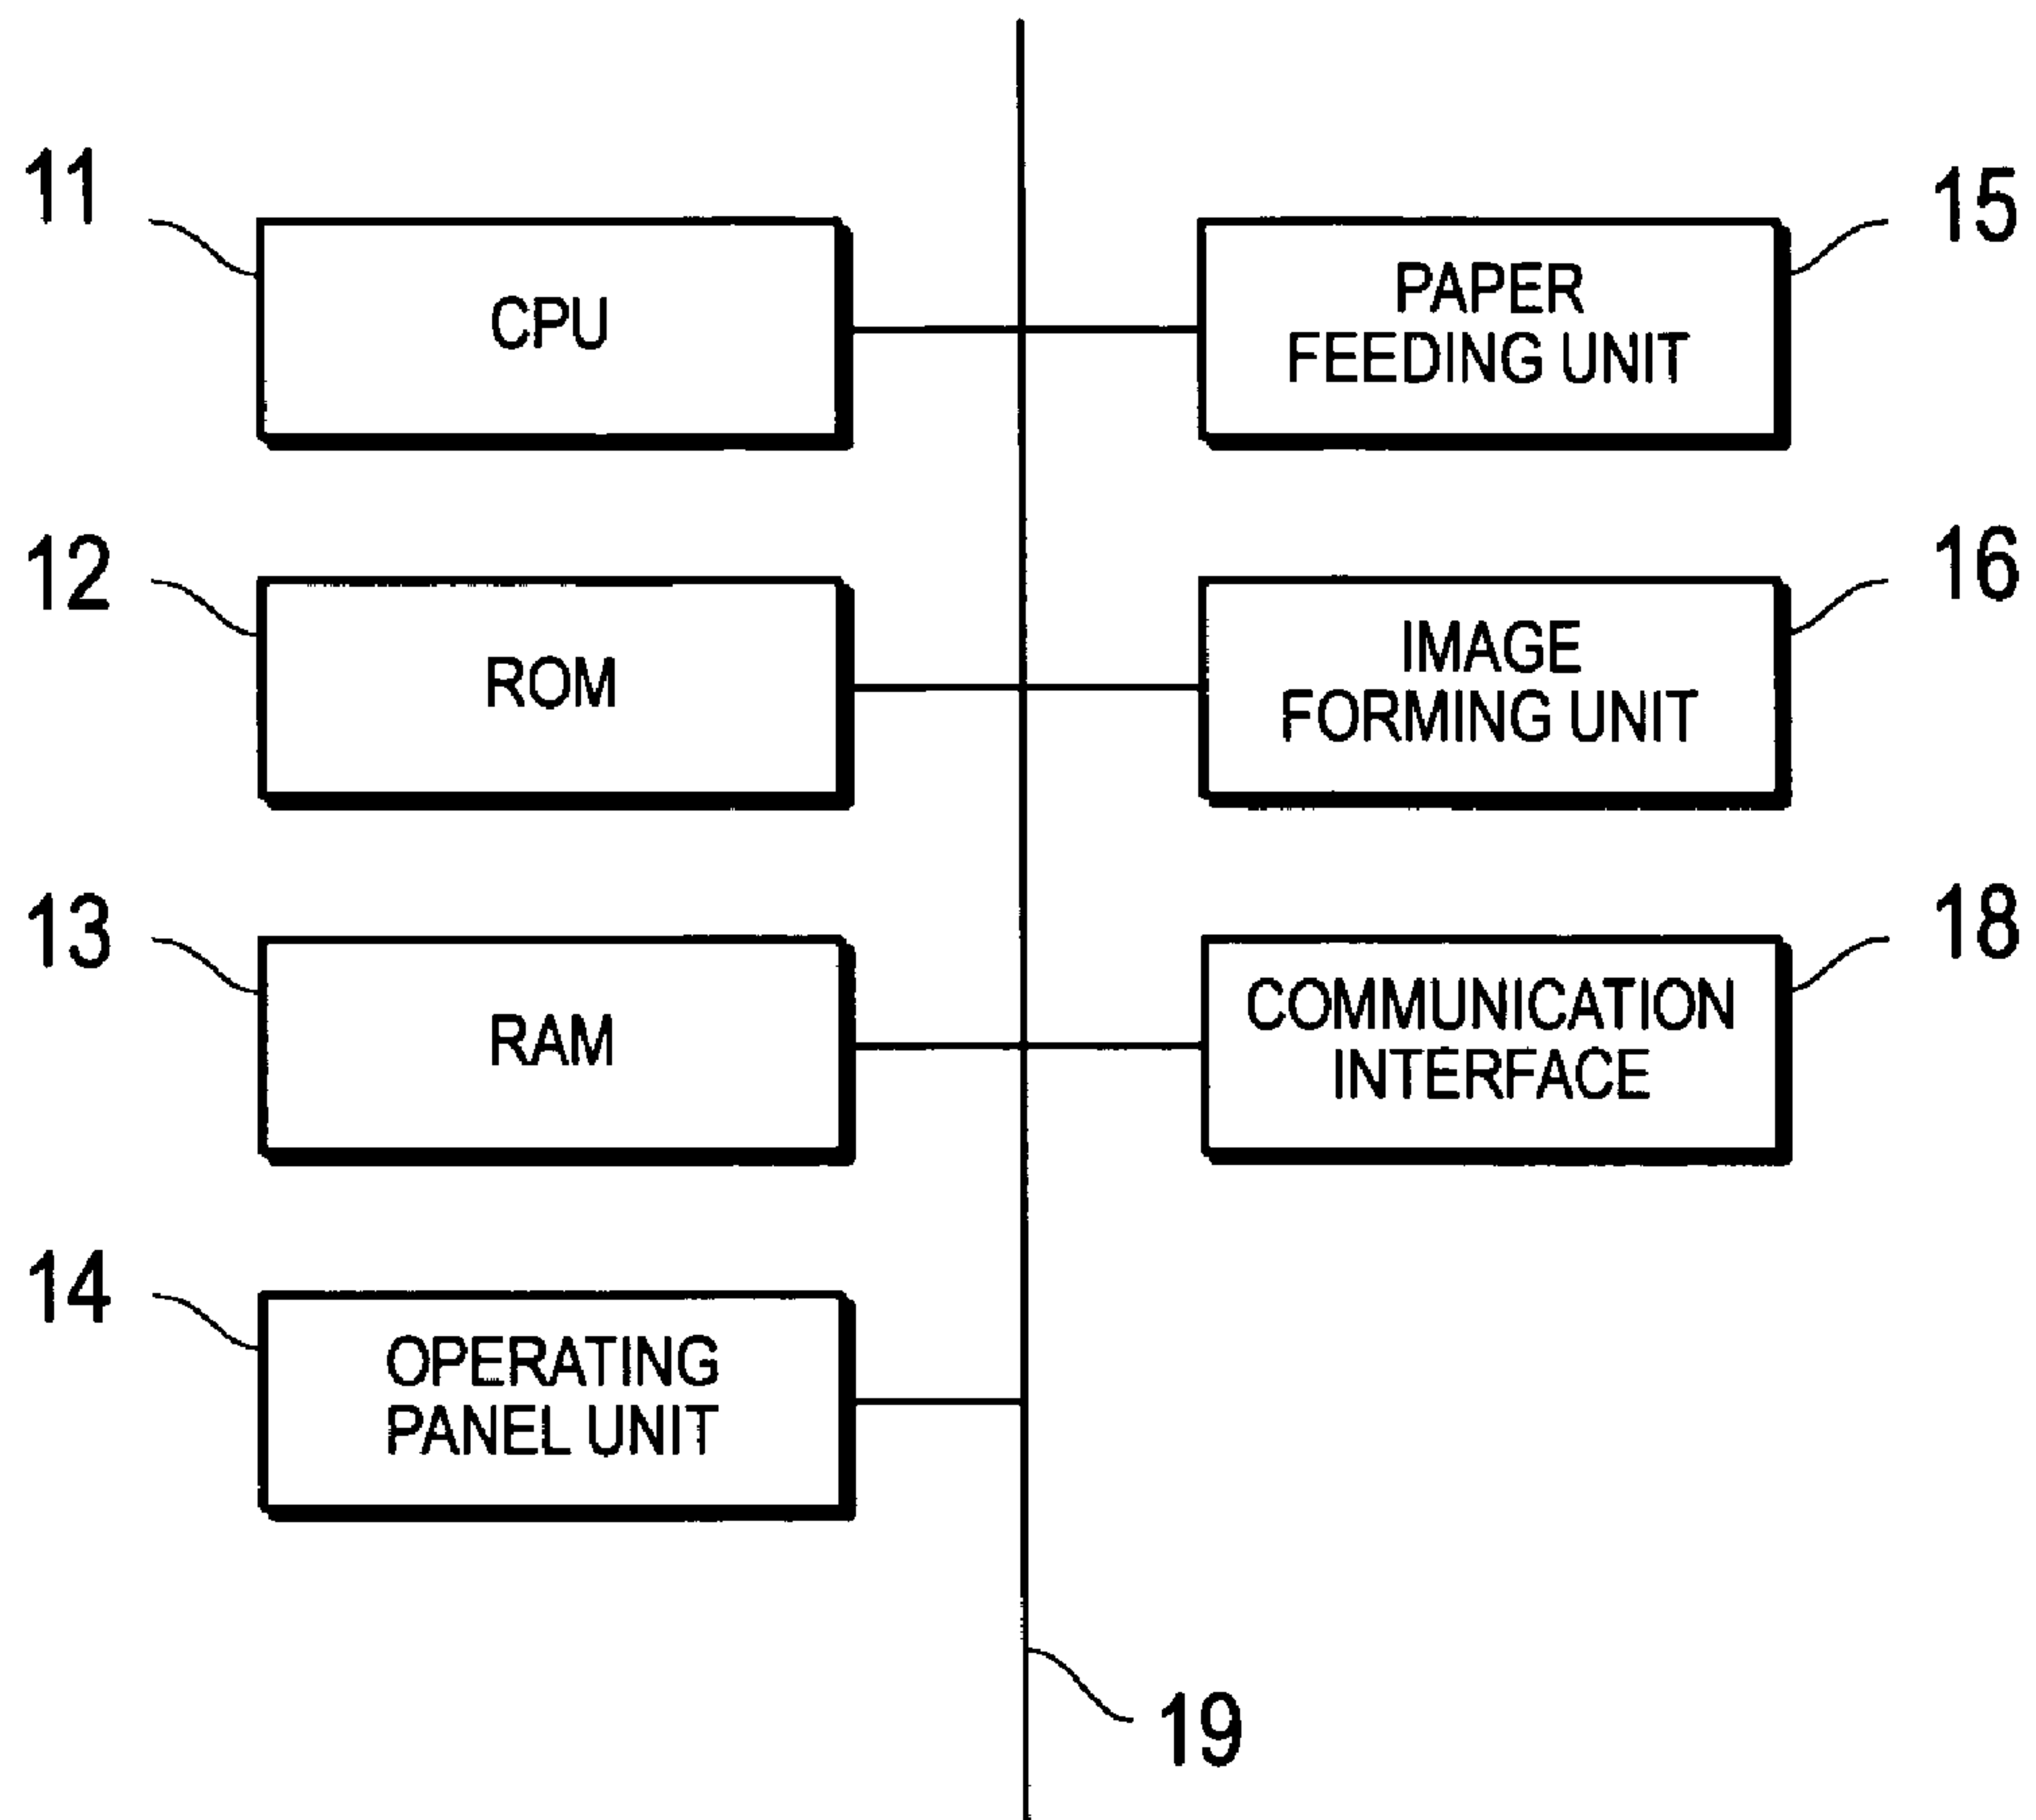 11
CPU
15
PAPER
FEEDING UNIT
12
ROM
16
IMAGE
FORMING UNIT
13
RAM
18
COMMUNICATION
INTERFACE
14
OPERATING
PANEL UNIT
19